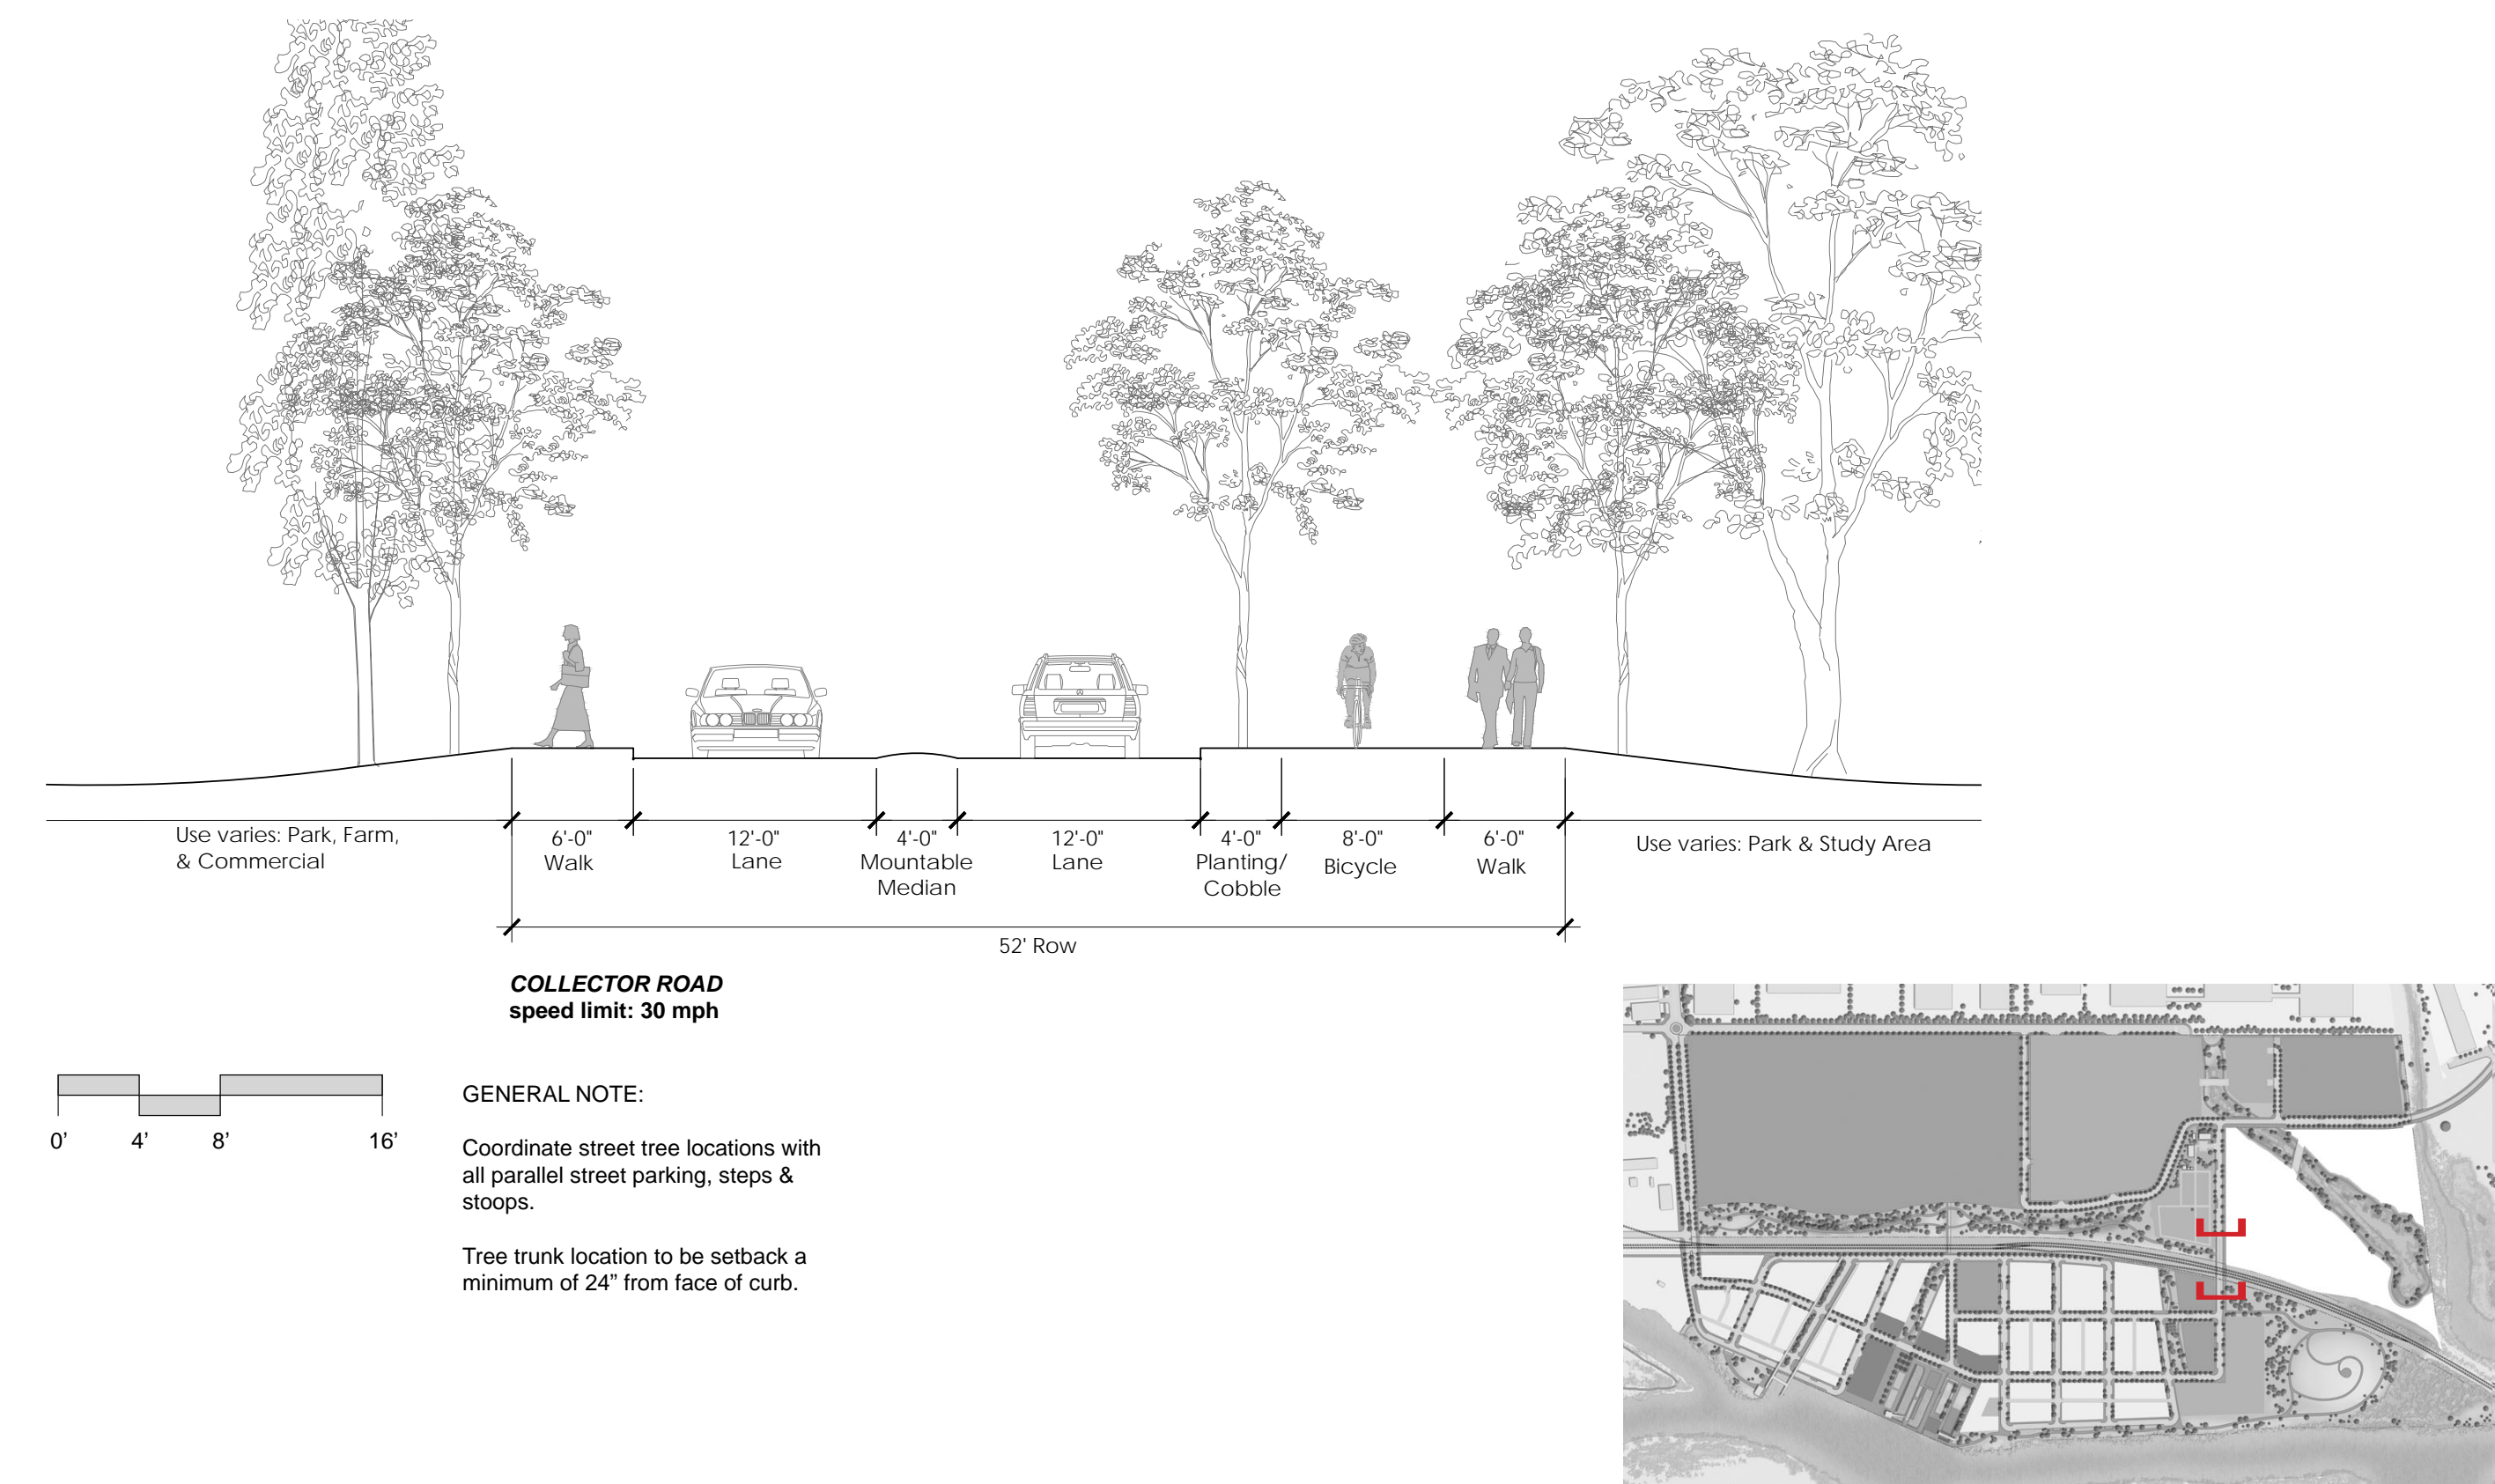 Use varies: Park, Farm,
& Commercial
6'-0"
Walk
12'-0"
Lane
4'-0"
Mountable
Median
12'-0"
Lane
4'-0"
Planting/
Cobble
8'-0"
Bicycle
6'-0"
Walk
Use varies: Park & Study Area
52' Row
COLLECTOR ROAD
speed limit: 30 mph
0’ 4’ 8’ 16’
GENERAL NOTE:
Coordinate street tree locations with
all parallel street parking, steps &
stoops.
Tree trunk location to be setback a
minimum of 24” from face of curb.